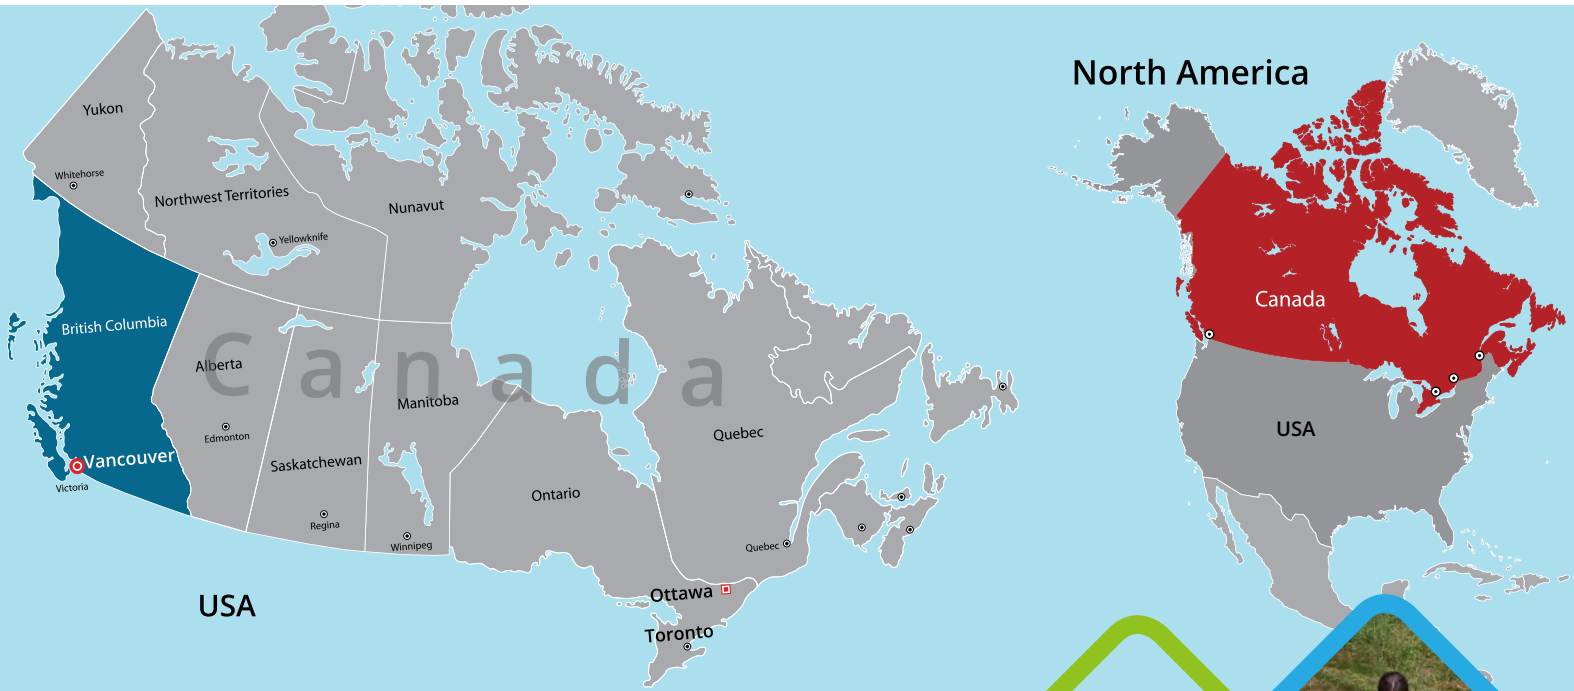 North America
Yukon
Whitehorse
Northwest Territories
Nunavut
Yellowknife
British Columbia
Canada
Alberta
Manitoba
Edmonton
Quebec
Vancouver
Saskatchewan
Victoria
Ontario
Regina
Winnipeg
Quebec
Ottawa
USA
Toronto
Canada
USA